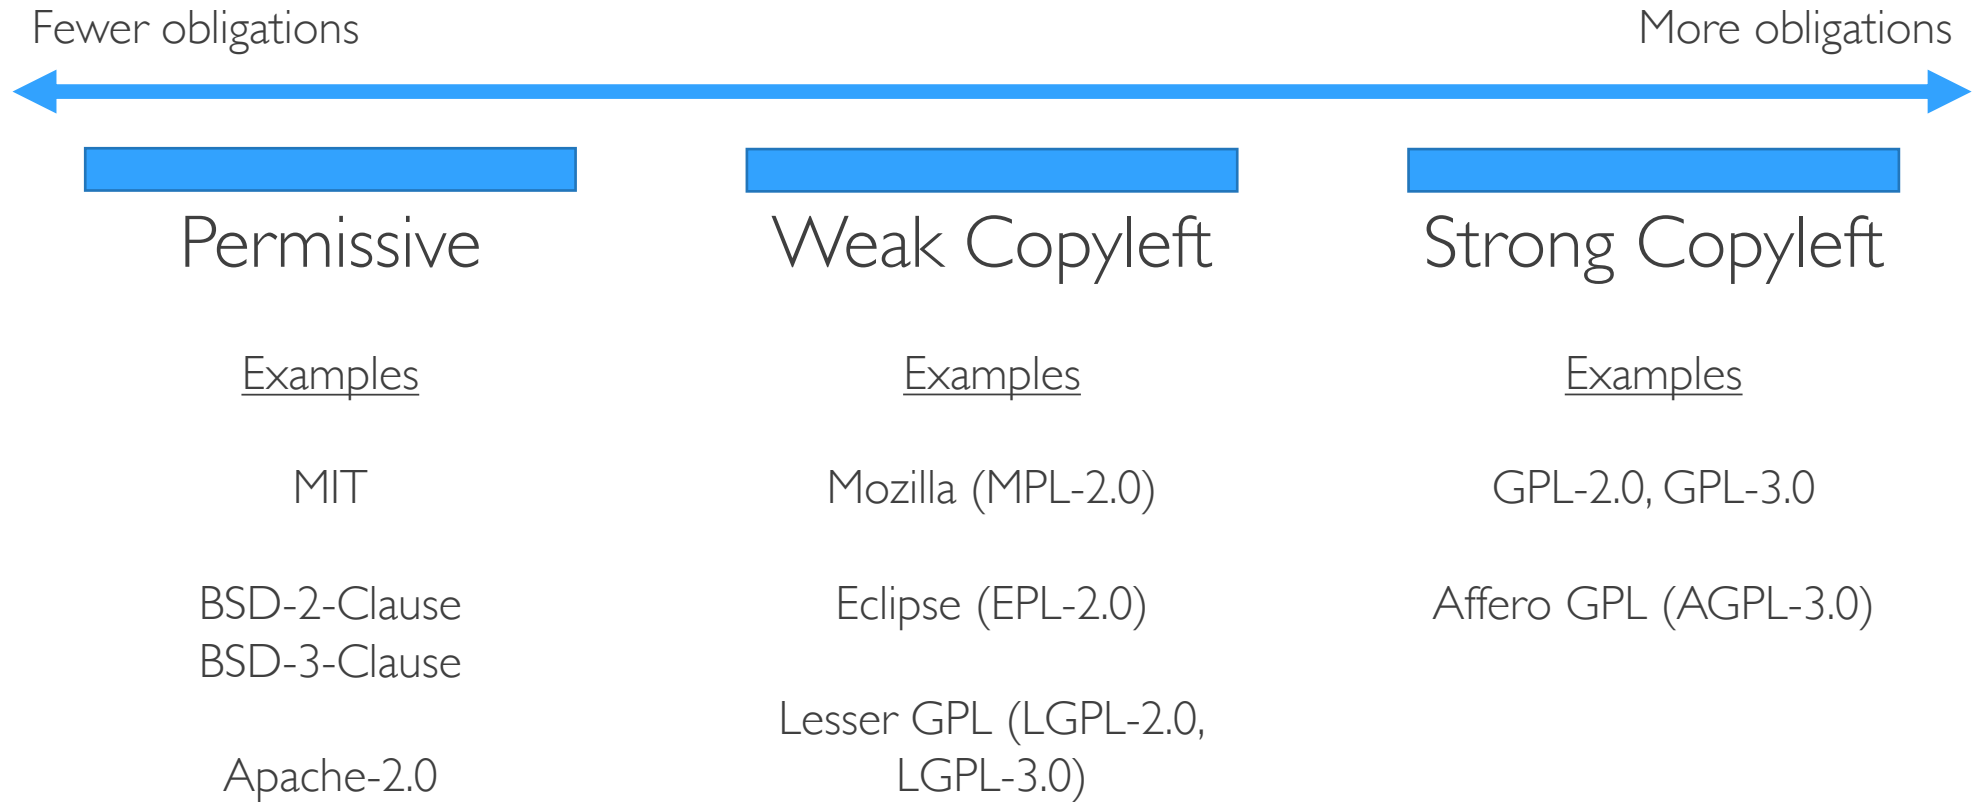 Fewer obligations
More obligations
Permissive
Examples
MIT
BSD-2-Clause
BSD-3-Clause
Apache-2.0
Weak Copyleft
Examples
Mozilla (MPL-2.0)
Eclipse (EPL-2.0)
Lesser GPL (LGPL-2.0,
LGPL-3.0)
Strong Copyleft
Examples
GPL-2.0, GPL-3.0
Affero GPL (AGPL-3.0)